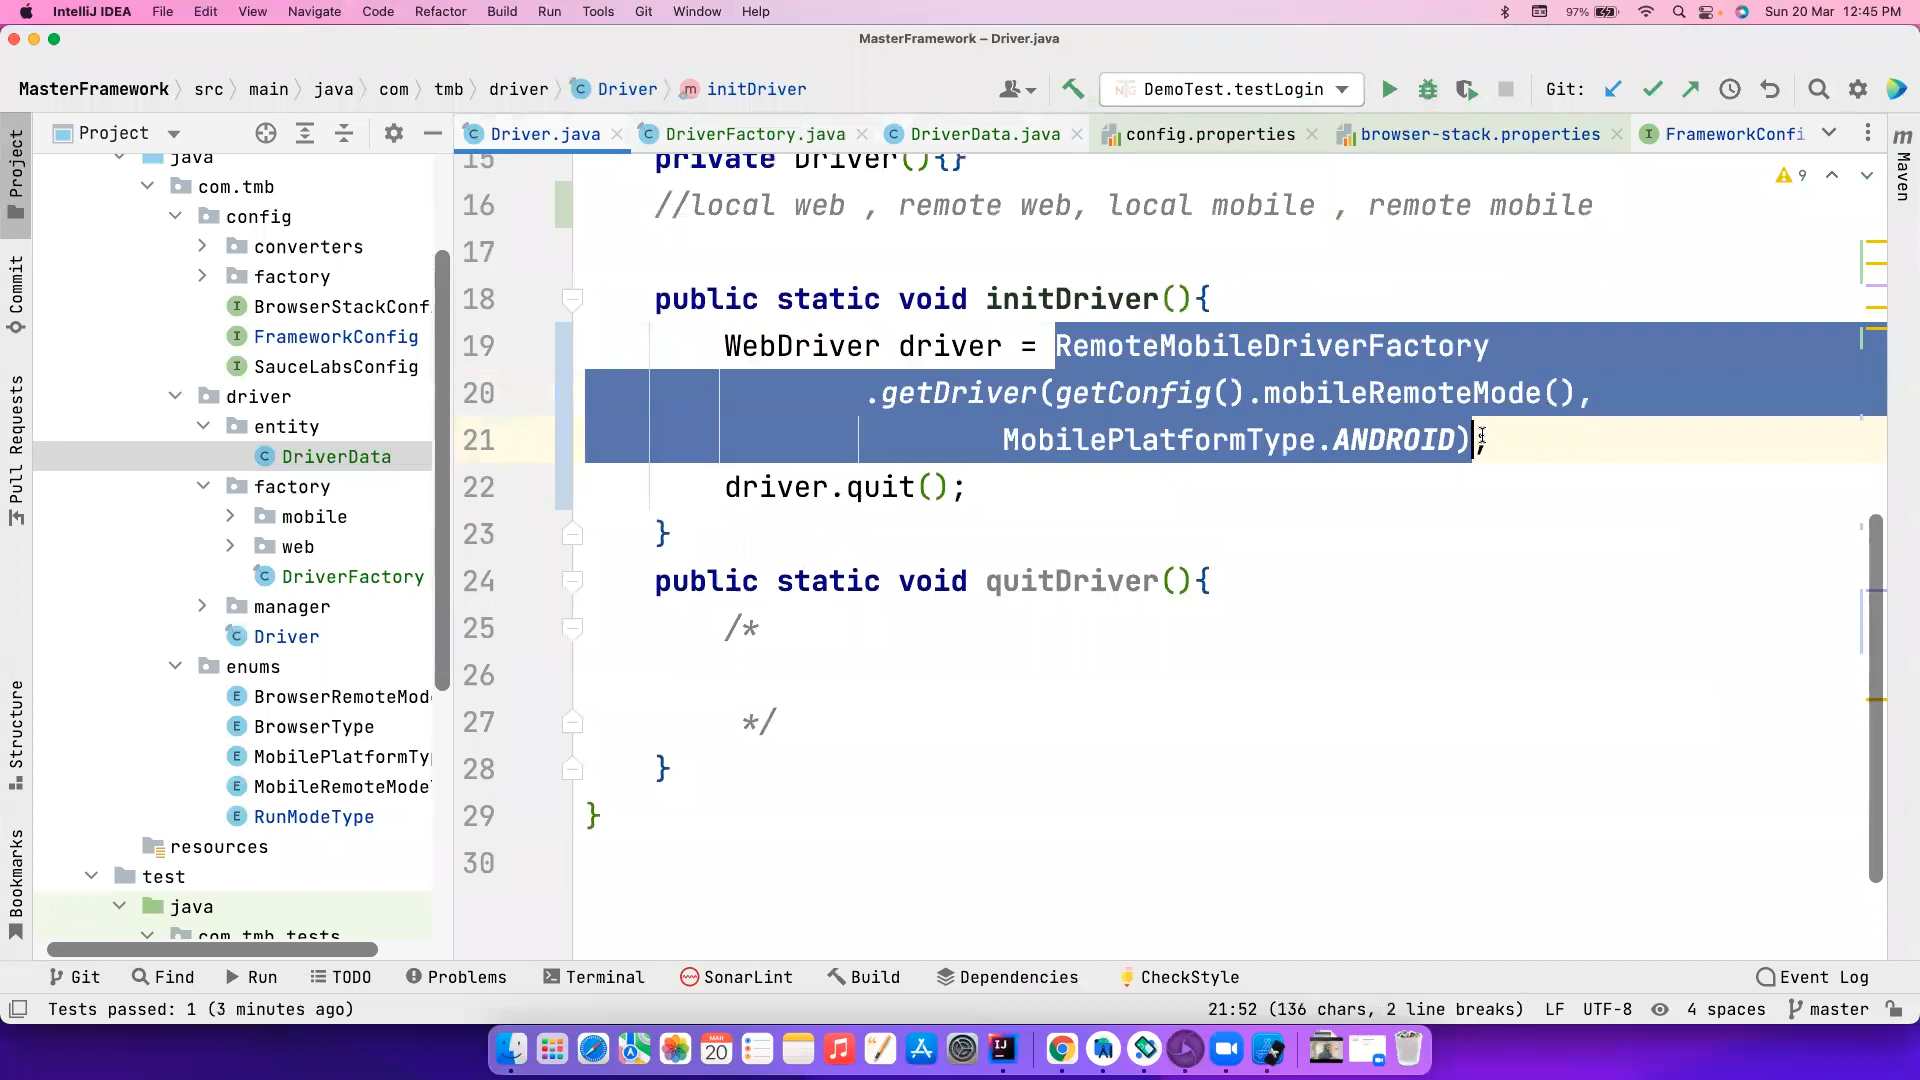 IntelliJ IDEA File Edit View Navigate Code Refactor Build Run Tools Git Window Help 97% Sun 20 Mar 12:45 PM
MasterFramework – Driver.java
MasterFramework src main java com tmb driver Driver initDriver DemoTest.testLogin Git:
Project Driver.java DriverFactory.java DriverData.java config.properties browser-stack.properties FrameworkConfi
Project
Commit
Pull Requests
Structure
Bookmarks
Maven
java
com.tmb
config
converters
factory
BrowserStackConf
FrameworkConfig
SauceLabsConfig
driver
entity
DriverData
factory
mobile
web
DriverFactory
manager
Driver
enums
BrowserRemoteMod
BrowserType
MobilePlatformTy
MobileRemoteMode
RunModeType
resources
test
java
com tmb tests
9
15 private Driver(){}
16 //local web , remote web, local mobile , remote mobile
17
18 public static void initDriver(){
19 WebDriver driver = RemoteMobileDriverFactory
20 .getDriver(getConfig().mobileRemoteMode(),
21 MobilePlatformType.ANDROID);
22 driver.quit();
23 }
24 public static void quitDriver(){
25 /*
26
27 */
28 }
29 }
30
Git Find Run TODO Problems Terminal SonarLint Build Dependencies CheckStyle Event Log
Tests passed: 1 (3 minutes ago) 21:52 (136 chars, 2 line breaks) LF UTF-8 4 spaces master
MAR
20
IJ